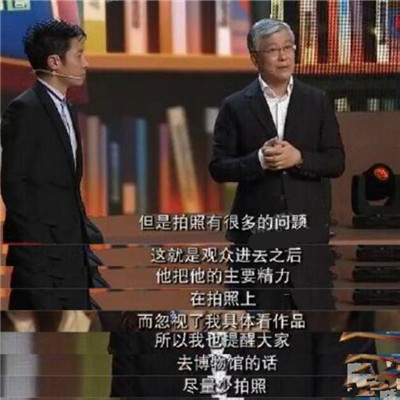 但是拍照有很多的问题
这就是观众进去之后
他把他的主要精力
在拍照上
而忽视了我具体看作品
所以我也提醒大家
去博物馆的话
尽量少拍照